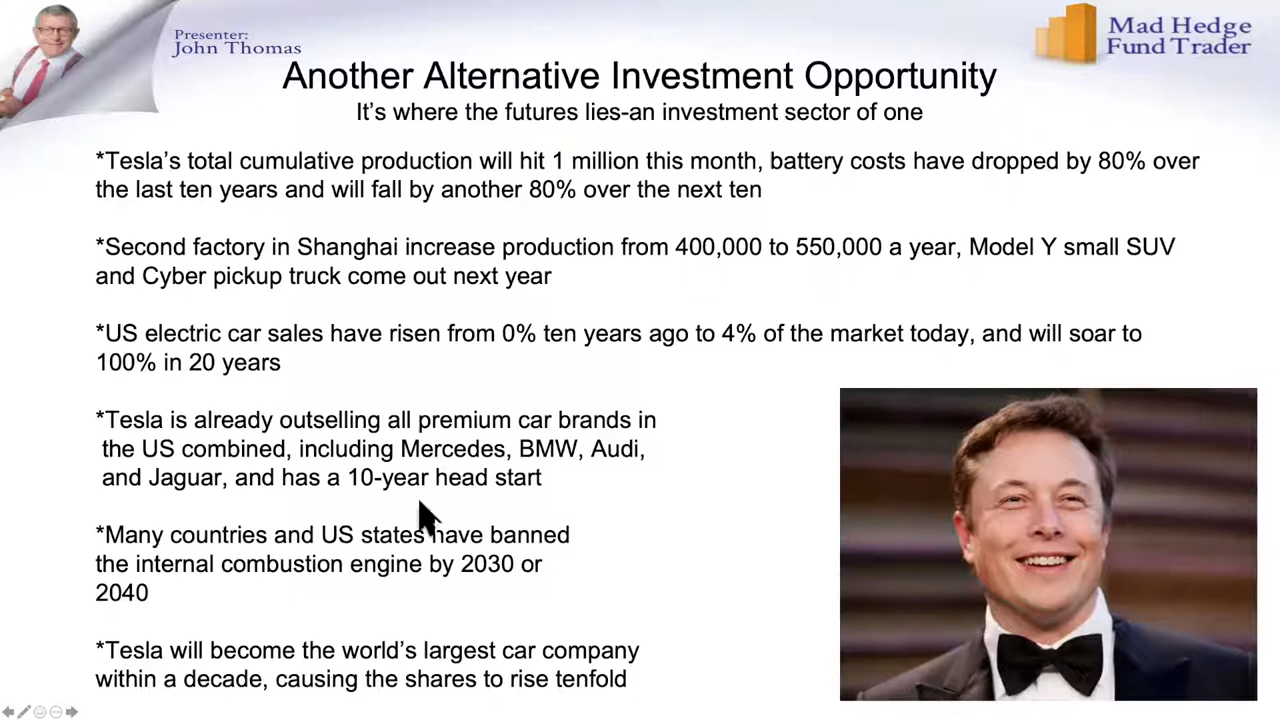 Presenter:
John Thomas
Mad Hedge
Fund Trader
Another Alternative Investment Opportunity
It's where the futures lies-an investment sector of one
*Tesla's total cumulative production will hit 1 million this month, battery costs have dropped by 80% over
the last ten years and will fall by another 80% over the next ten
*Second factory in Shanghai increase production from 400,000 to 550,000 a year, Model Y small SUV
and Cyber pickup truck come out next year
*US electric car sales have risen from 0% ten years ago to 4% of the market today, and will soar to
100% in 20 years
*Tesla is already outselling all premium car brands in
the US combined, including Mercedes, BMW, Audi,
and Jaguar, and has a 10-year head start
*Many countries and US states have banned
the internal combustion engine by 2030 or
2040
*Tesla will become the world's largest car company
within a decade, causing the shares to rise tenfold